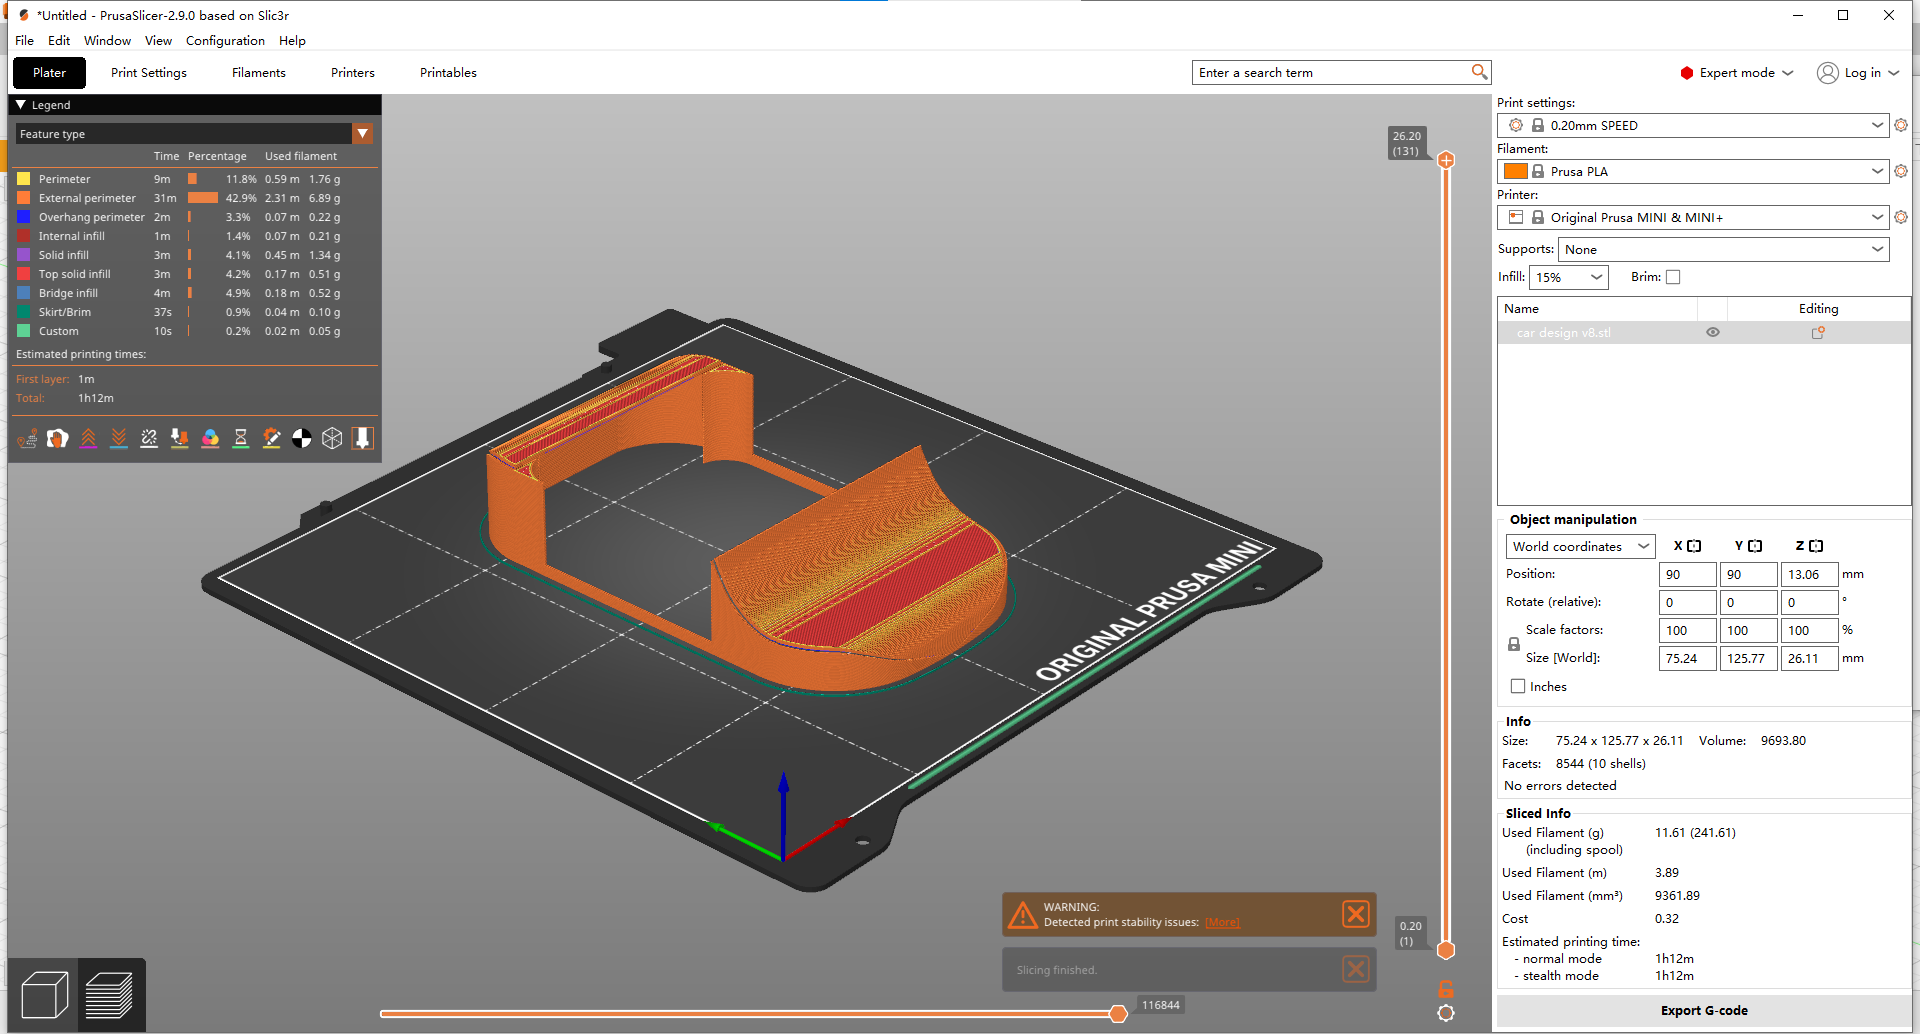 *Untitled - PrusaSlicer-2.9.0 based on Slic3r
File Edit Window View Configuration Help
Plater Print Settings Filaments Printers Printables
Enter a search term
Expert mode
Log in
Legend
Feature type
Time Percentage Used filament
Perimeter 9m 11.8% 0.59 m 1.76 g
External perimeter 31m 42.9% 2.31 m 6.89 g
Overhang perimeter 2m 3.3% 0.07 m 0.22 g
Internal infill 1m 1.4% 0.07 m 0.21 g
Solid infill 3m 4.1% 0.45 m 1.34 g
Top solid infill 3m 4.2% 0.17 m 0.51 g
Bridge infill 4m 4.9% 0.18 m 0.52 g
Skirt/Brim 37s 0.9% 0.04 m 0.10 g
Custom 10s 0.2% 0.02 m 0.05 g
Estimated printing times:
First layer: 1m
Total: 1h12m
ORIGINAL PRUSA MINI
26.20
(131)
0.20
(1)
WARNING:
Detected print stability issues: [More]
Slicing finished.
116844
Print settings:
0.20mm SPEED
Filament:
Prusa PLA
Printer:
Original Prusa MINI & MINI+
Supports: None
Infill: 15% Brim:
Name Editing
car design v8.stl
Object manipulation
World coordinates X Y Z
Position: 90 90 13.06 mm
Rotate (relative): 0 0 0 °
Scale factors: 100 100 100 %
Size [World]: 75.24 125.77 26.11 mm
Inches
Info
Size: 75.24 x 125.77 x 26.11 Volume: 9693.80
Facets: 8544 (10 shells)
No errors detected
Sliced Info
Used Filament (g) 11.61 (241.61)
(including spool)
Used Filament (m) 3.89
Used Filament (mm³) 9361.89
Cost 0.32
Estimated printing time:
- normal mode 1h12m
- stealth mode 1h12m
Export G-code